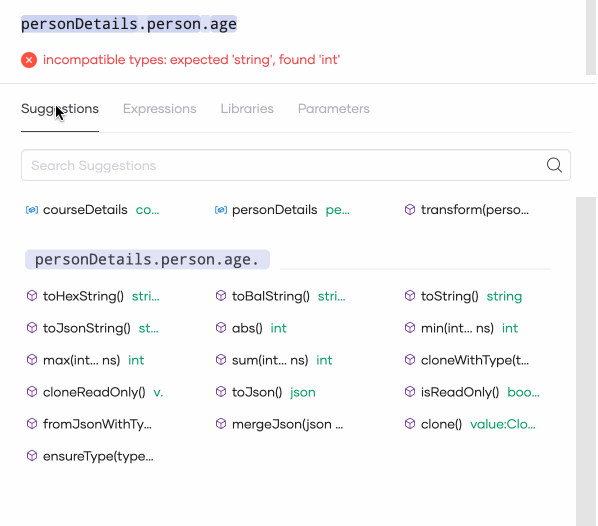 personDetails.person.age
incompatible types: expected 'string', found 'int'
Suggestions Expressions Libraries Parameters
Search Suggestions
courseDetails co... personDetails pe... transform(perso...
personDetails.person.age.
toHexString() stri... toBalString() stri... toString() string
toJsonString() st... abs() int min(int... ns) int
max(int... ns) int sum(int... ns) int cloneWithType(t...
cloneReadOnly() v. toJson() json isReadOnly() boo...
fromJsonWithTy... mergeJson(json ... clone() value:Clo...
ensureType(type...